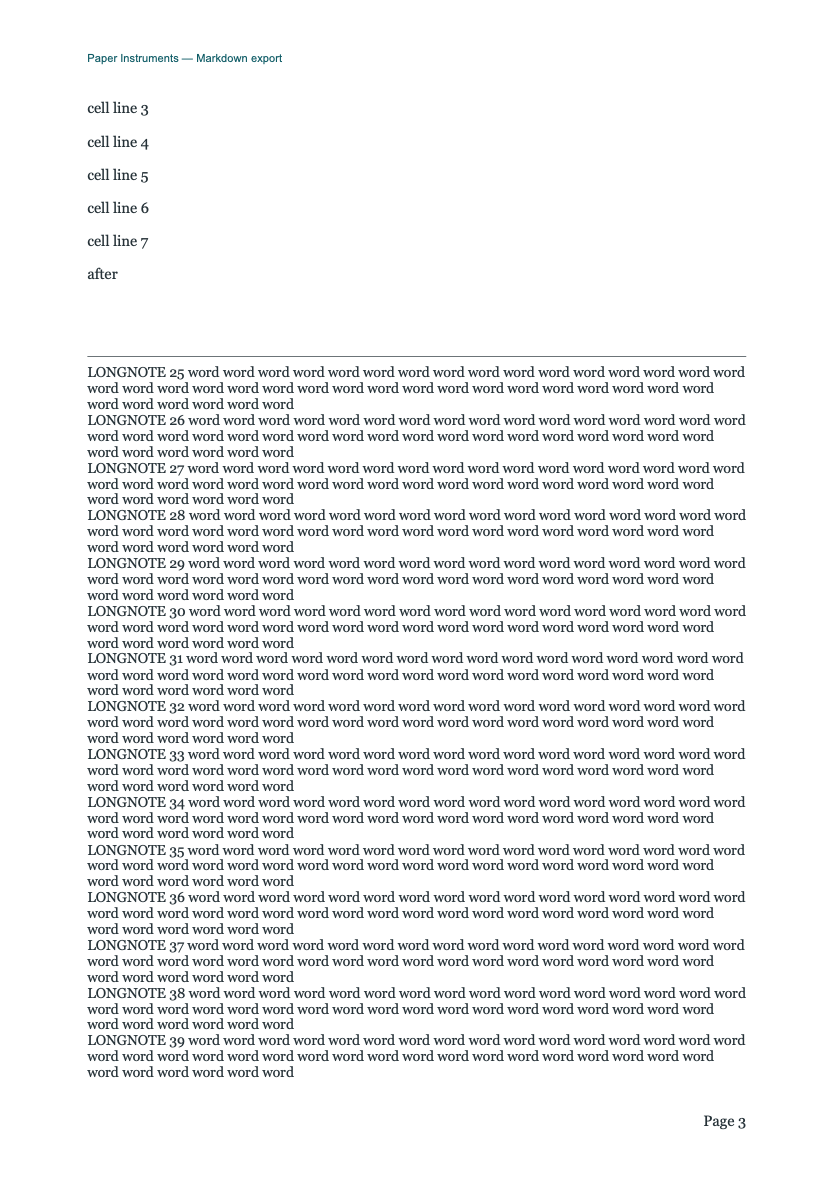 Paper Instruments — Markdown export
cell line 3
cell line 4
cell line 5
cell line 6
cell line 7
after
LONGNOTE 25 word word word word word word word word word word word word word word word word
word word word word word word word word word word word word word word word word word word
word word word word word word
LONGNOTE 26 word word word word word word word word word word word word word word word word
word word word word word word word word word word word word word word word word word word
word word word word word word
LONGNOTE 27 word word word word word word word word word word word word word word word word
word word word word word word word word word word word word word word word word word word
word word word word word word
LONGNOTE 28 word word word word word word word word word word word word word word word word
word word word word word word word word word word word word word word word word word word
word word word word word word
LONGNOTE 29 word word word word word word word word word word word word word word word word
word word word word word word word word word word word word word word word word word word
word word word word word word
LONGNOTE 30 word word word word word word word word word word word word word word word word
word word word word word word word word word word word word word word word word word word
word word word word word word
LONGNOTE 31 word word word word word word word word word word word word word word word word
word word word word word word word word word word word word word word word word word word
word word word word word word
LONGNOTE 32 word word word word word word word word word word word word word word word word
word word word word word word word word word word word word word word word word word word
word word word word word word
LONGNOTE 33 word word word word word word word word word word word word word word word word
word word word word word word word word word word word word word word word word word word
word word word word word word
LONGNOTE 34 word word word word word word word word word word word word word word word word
word word word word word word word word word word word word word word word word word word
word word word word word word
LONGNOTE 35 word word word word word word word word word word word word word word word word
word word word word word word word word word word word word word word word word word word
word word word word word word
LONGNOTE 36 word word word word word word word word word word word word word word word word
word word word word word word word word word word word word word word word word word word
word word word word word word
LONGNOTE 37 word word word word word word word word word word word word word word word word
word word word word word word word word word word word word word word word word word word
word word word word word word
LONGNOTE 38 word word word word word word word word word word word word word word word word
word word word word word word word word word word word word word word word word word word
word word word word word word
LONGNOTE 39 word word word word word word word word word word word word word word word word
word word word word word word word word word word word word word word word word word word
word word word word word word
Page 3